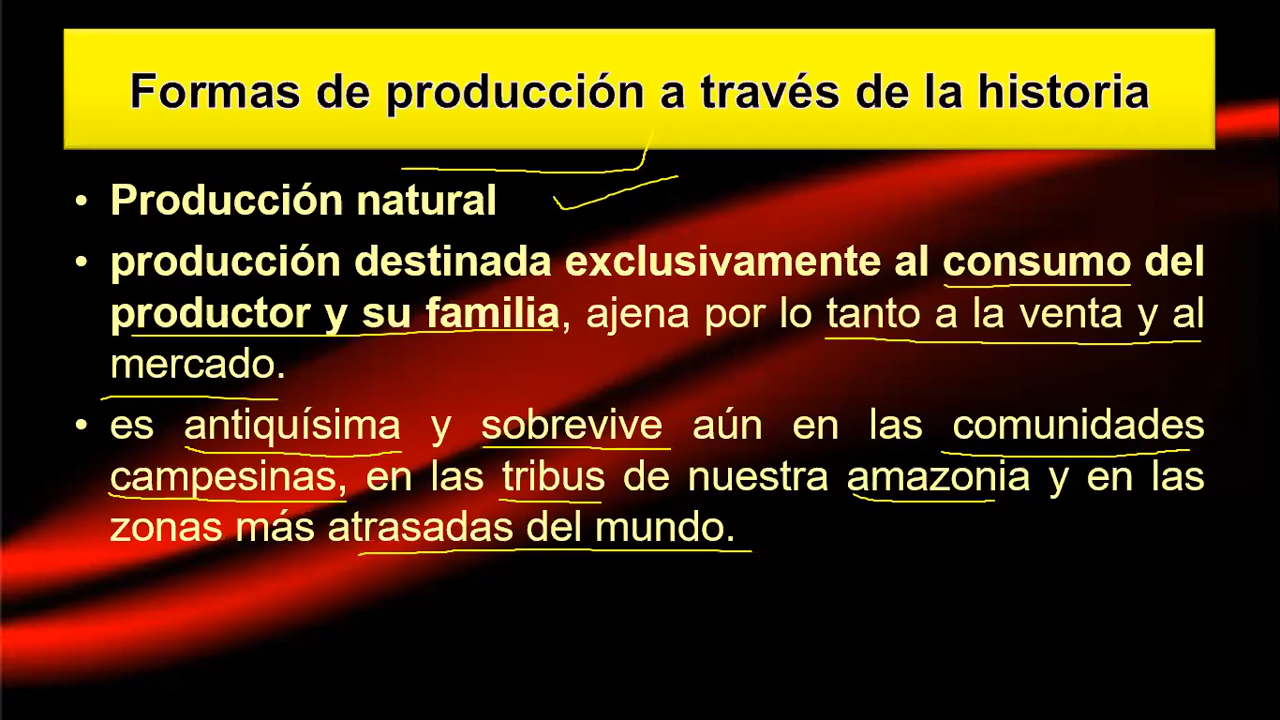 Formas de producción a través de la historia
• Producción natural
• producción destinada exclusivamente al consumo del
productor y su familia, ajena por lo tanto a la venta y al
mercado.
• es antiquísima y sobrevive aún en las comunidades
campesinas, en las tribus de nuestra amazonia y en las
zonas más atrasadas del mundo.